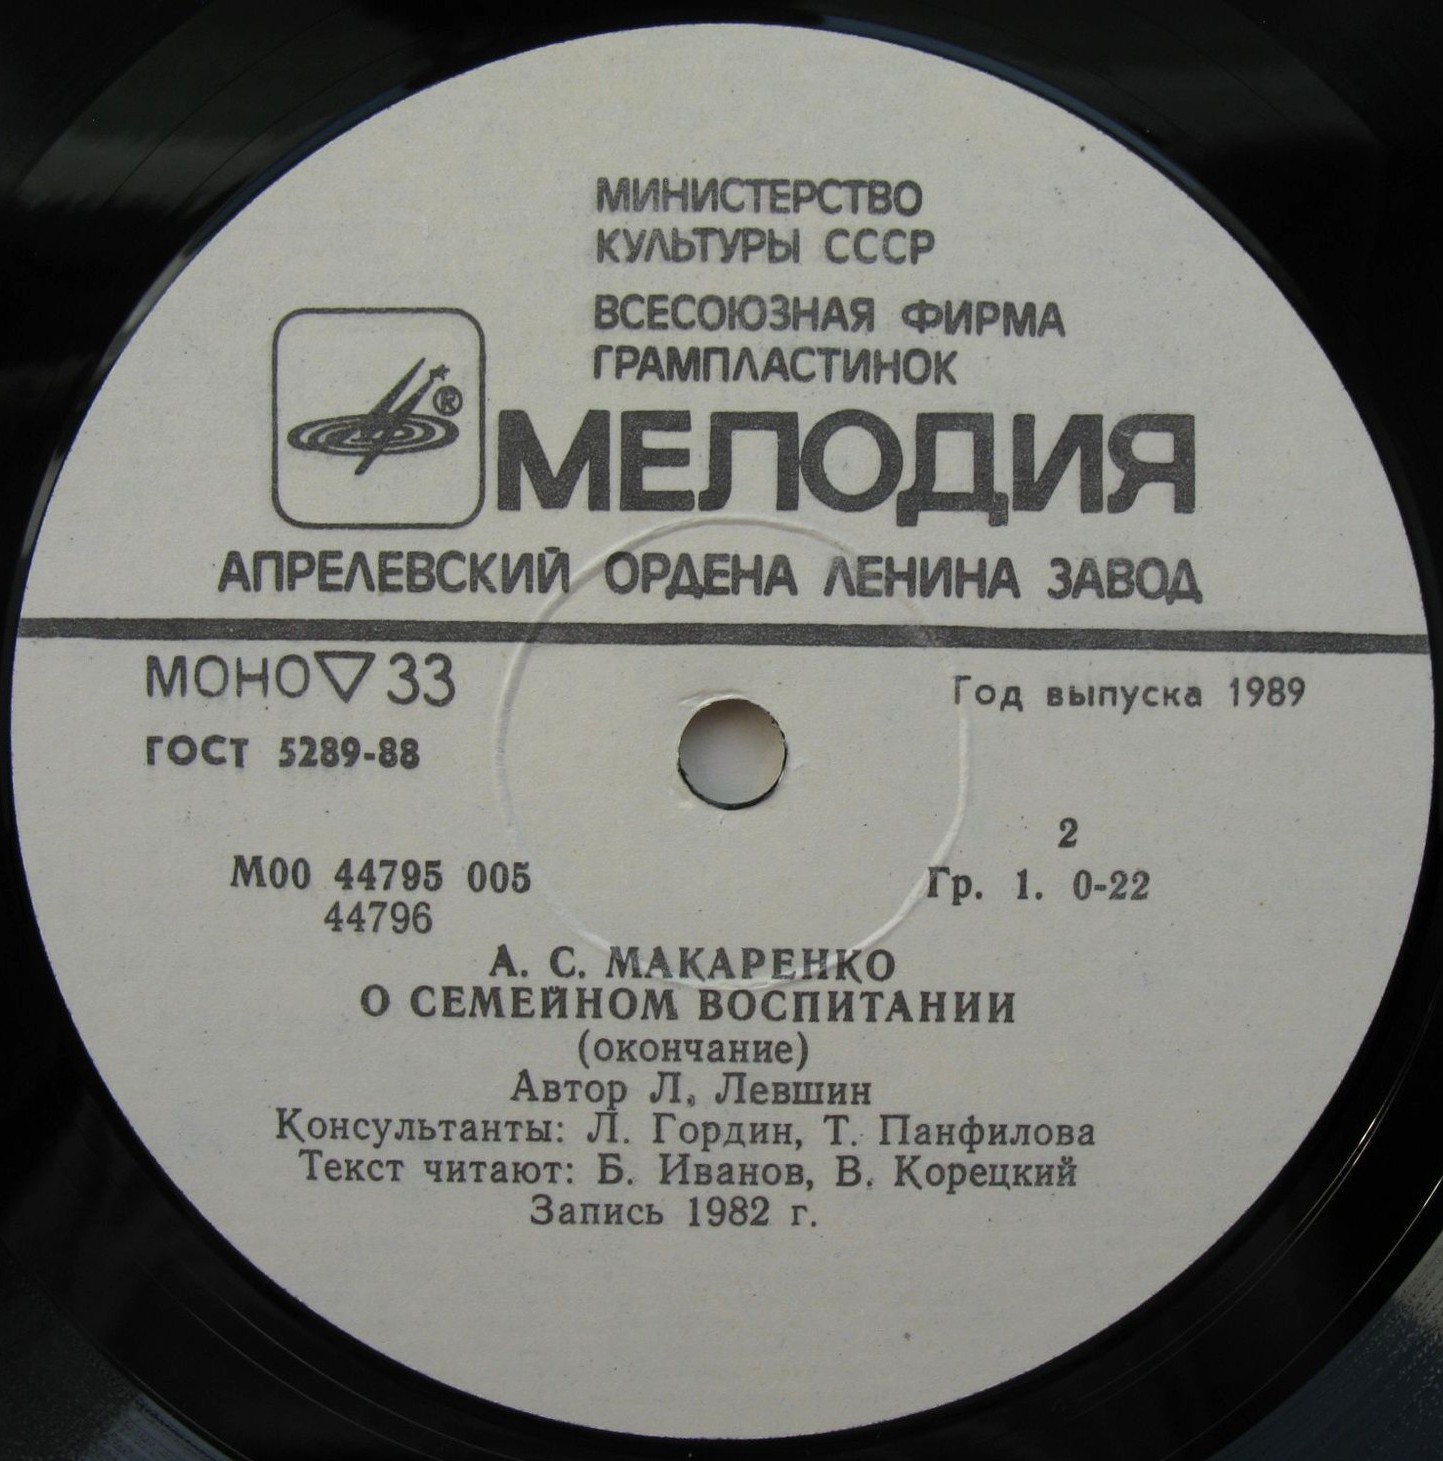 МИНИСТЕРСТВО
КУЛЬТУРЫ СССР
ВСЕСОЮЗНАЯ ФИРМА
ГРАМПЛАСТИНОК
®
МЕЛОДИЯ
АПРЕЛЕВСКИЙ ОРДЕНА ЛЕНИНА ЗАВОД
МОНО ▽ 33
Год выпуска 1989
ГОСТ 5289-88
2
М00 44795 005
Гр. 1. 0-22
44796
А. С. МАКАРЕНКО
О СЕМЕЙНОМ ВОСПИТАНИИ
(окончание)
Автор Л. Левшин
Консультанты: Л. Гордин, Т. Панфилова
Текст читают: Б. Иванов, В. Корецкий
Запись 1982 г.